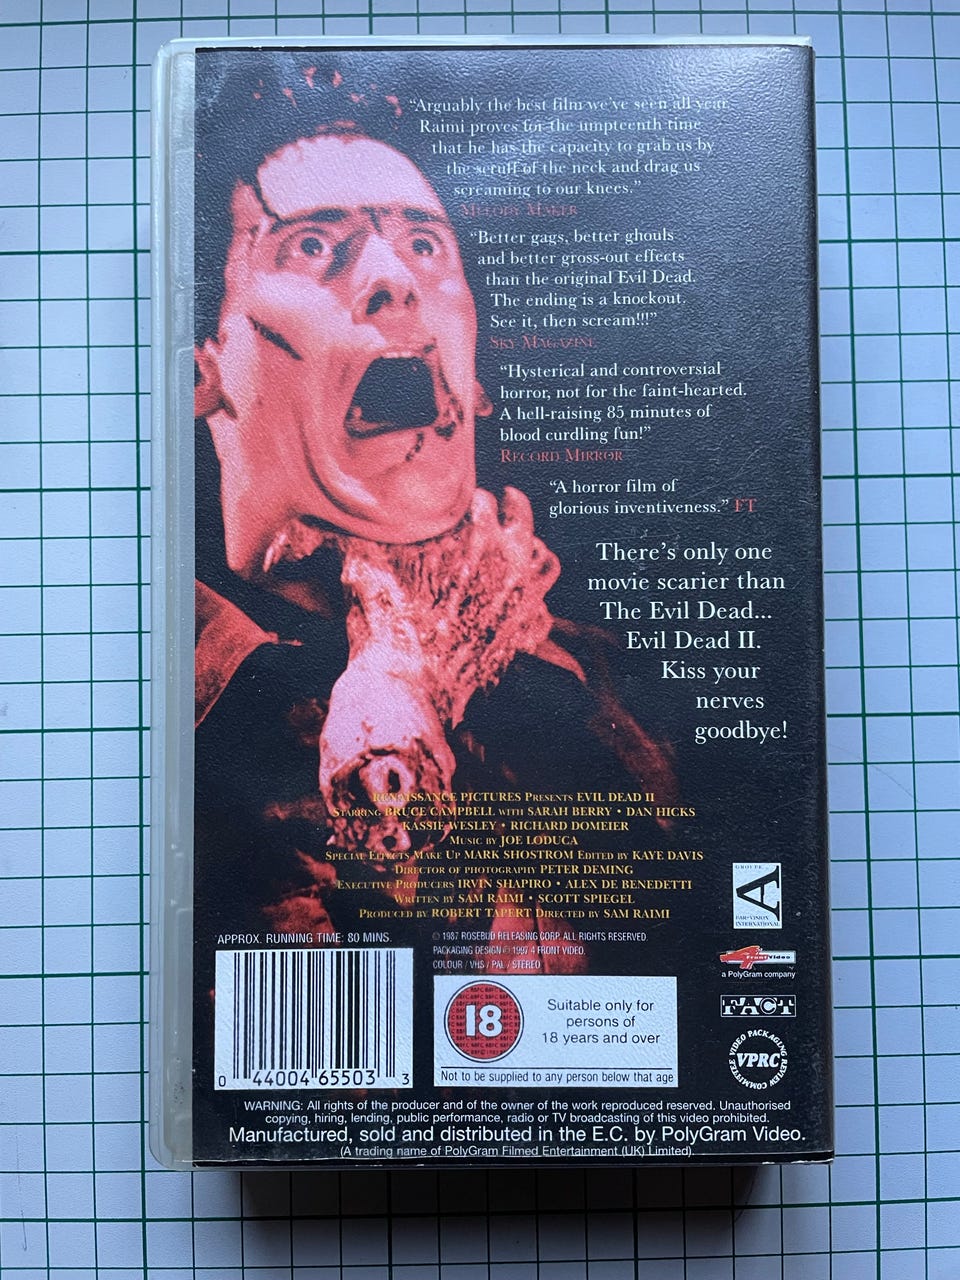 “Arguably the best film we've seen all year.
Raimi proves for the umpteenth time
that he has the capacity to grab us by
the scruff of the neck and drag us
screaming to our knees.”
Melody Maker
“Better gags, better ghouls
and better gross-out effects
than the original Evil Dead.
The ending is a knockout.
See it, then scream!!!”
Sky Magazine
“Hysterical and controversial
horror, not for the faint-hearted.
A hell-raising 85 minutes of
blood curdling fun!”
Record Mirror
“A horror film of
glorious inventiveness.” FT
There's only one
movie scarier than
The Evil Dead...
Evil Dead II.
Kiss your
nerves
goodbye!
Renaissance Pictures Presents EVIL DEAD II
Starring BRUCE CAMPBELL with SARAH BERRY • DAN HICKS
KASSIE WESLEY • RICHARD DOMEIER
Music by JOE LODUCA
Special Effects Make Up MARK SHOSTROM Edited by KAYE DAVIS
Director of photography PETER DEMING
Executive Producers IRVIN SHAPIRO • ALEX DE BENEDETTI
Written by SAM RAIMI • SCOTT SPIEGEL
Produced by ROBERT TAPERT Directed by SAM RAIMI
GROUPE
A
BAR-VISION
INTERNATIONAL
APPROX. RUNNING TIME: 80 MINS.
© 1987 ROSEBUD RELEASING CORP. ALL RIGHTS RESERVED.
PACKAGING DESIGN © 1997 4 FRONT VIDEO.
COLOUR / VHS / PAL / STEREO
4 Front Video
a PolyGram company
FACT
VIDEO PACKAGING REVIEW COMMITTEE
VPRC
18
Suitable only for
persons of
18 years and over
Not to be supplied to any person below that age
0 44004 65503 3
WARNING: All rights of the producer and of the owner of the work reproduced reserved. Unauthorised
copying, hiring, lending, public performance, radio or TV broadcasting of this video prohibited.
Manufactured, sold and distributed in the E.C. by PolyGram Video.
(A trading name of PolyGram Filmed Entertainment (UK) Limited).